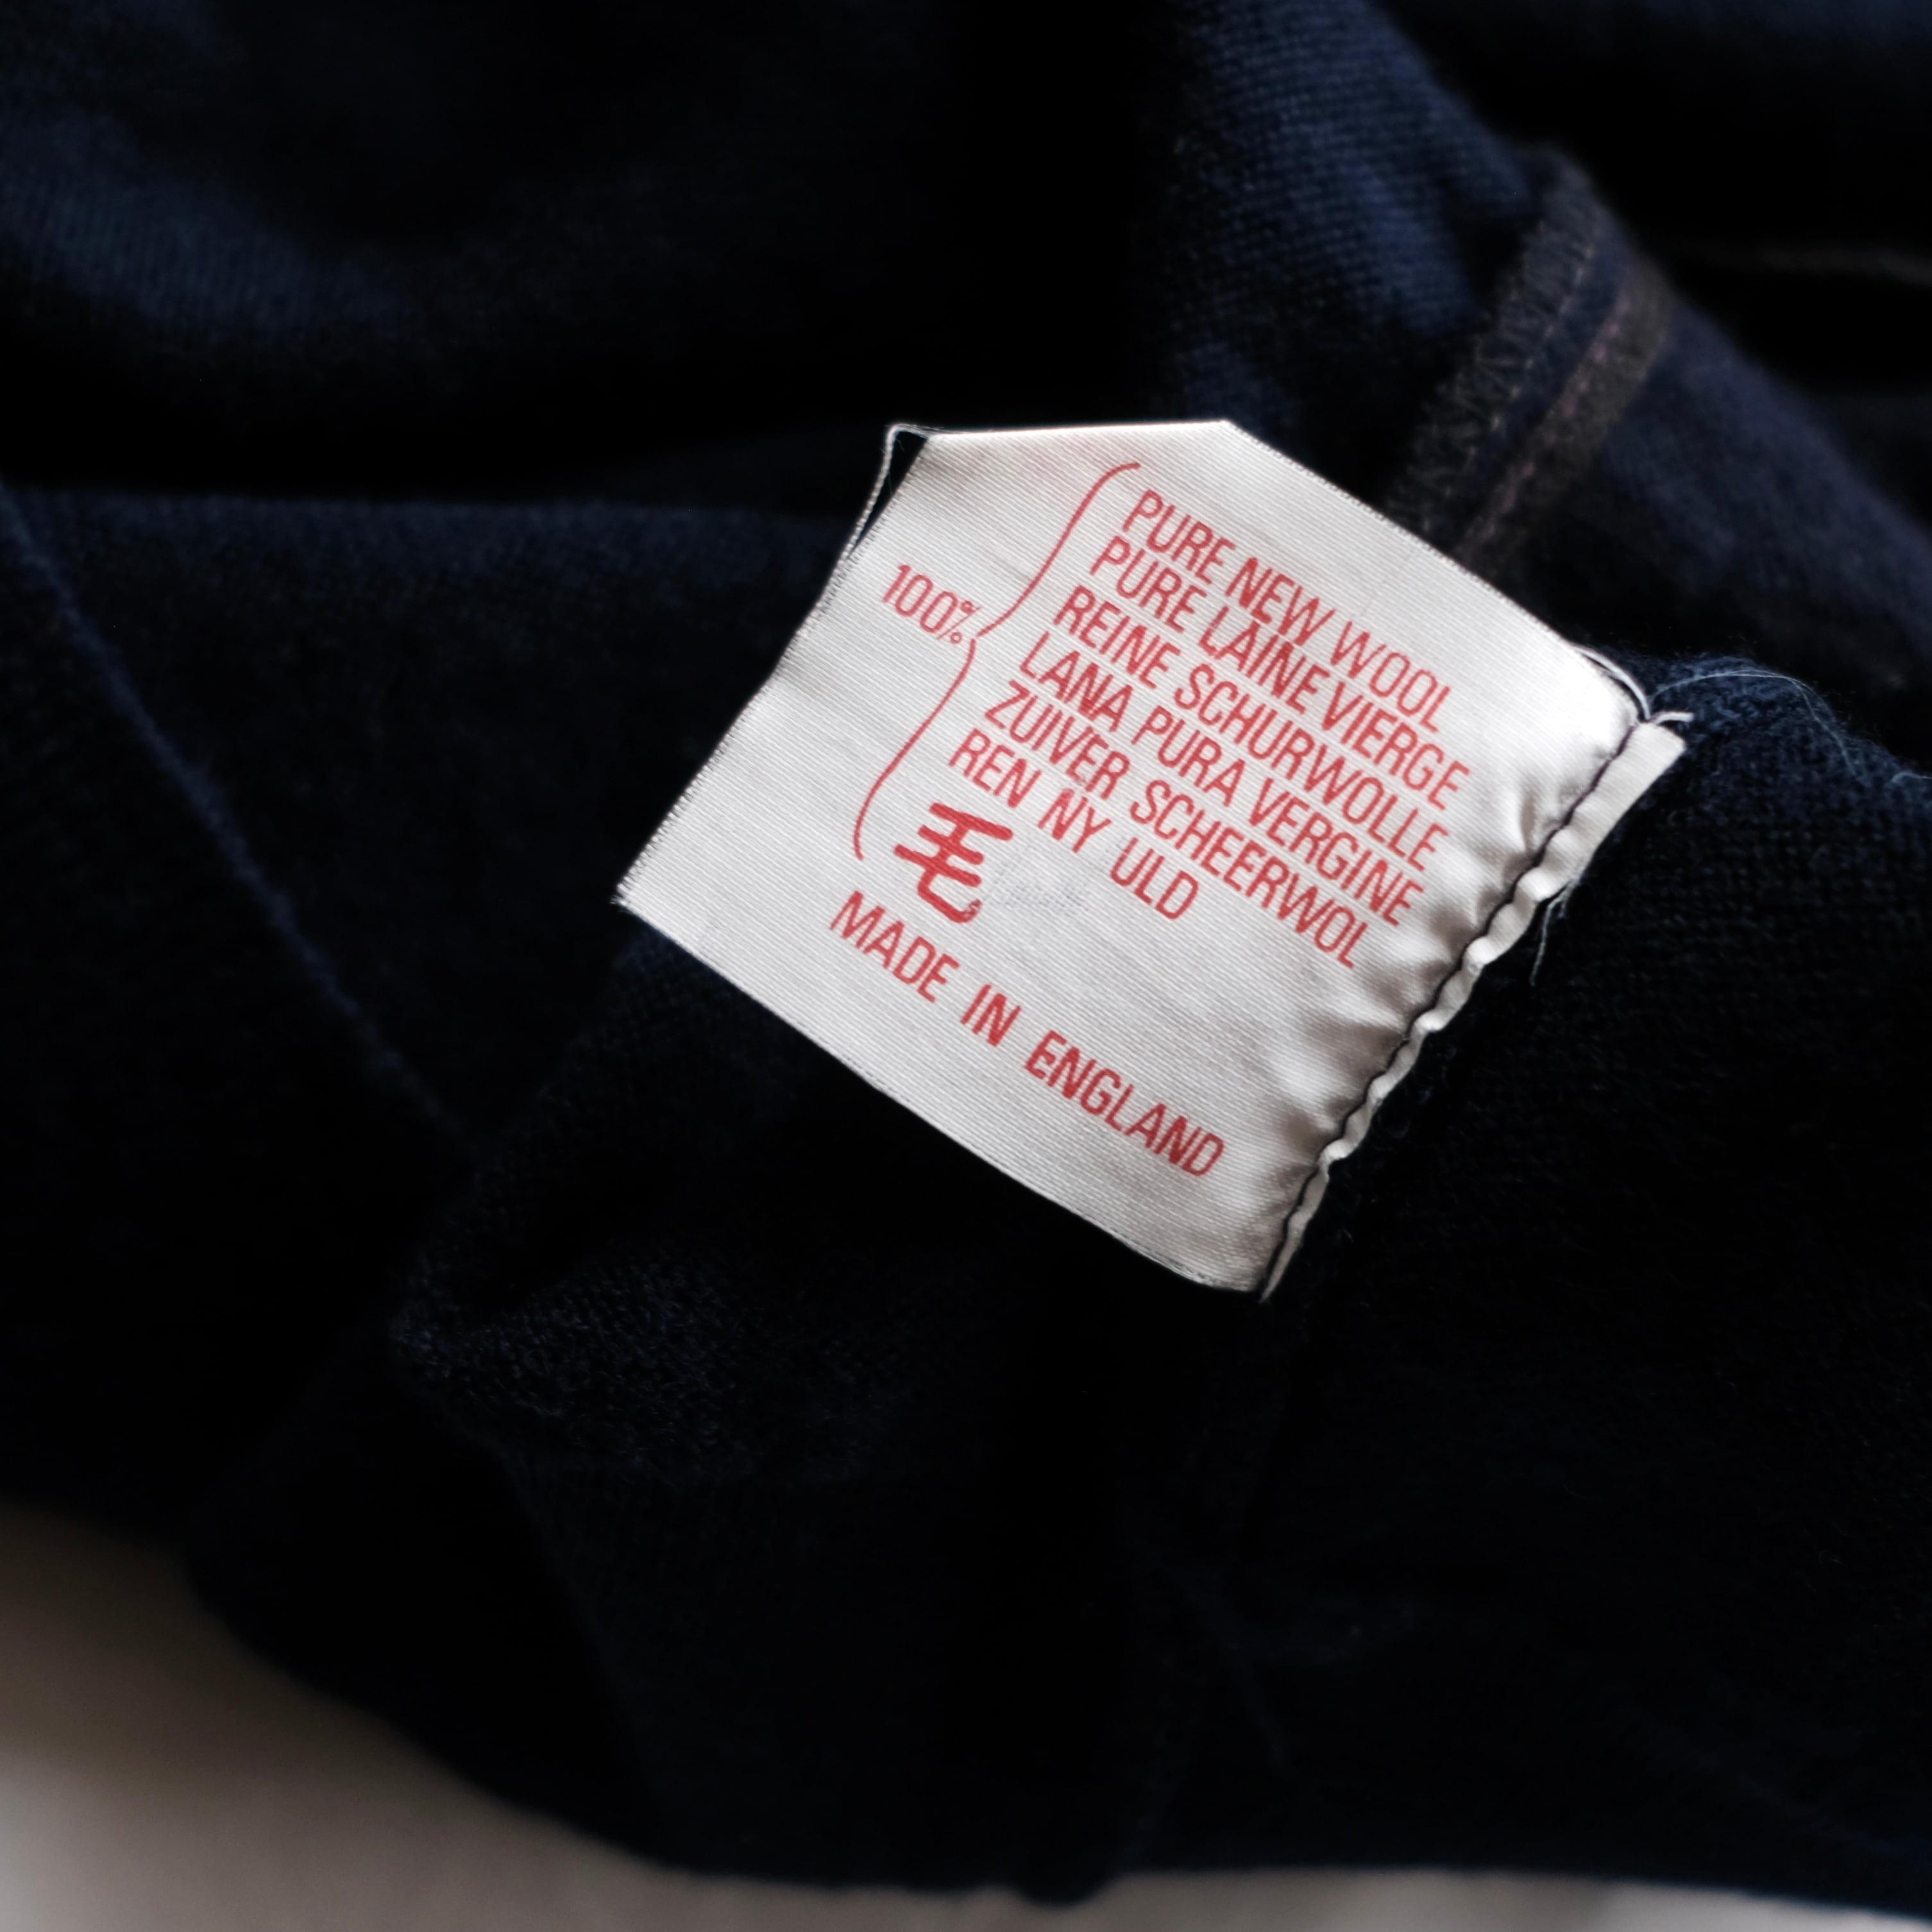 100%
PURE NEW WOOL
PURE LAINE VIERGE
REINE SCHURWOLLE
LANA PURA VERGINE
ZUIVER SCHEERWOL
REN NY ULD
毛
MADE IN ENGLAND